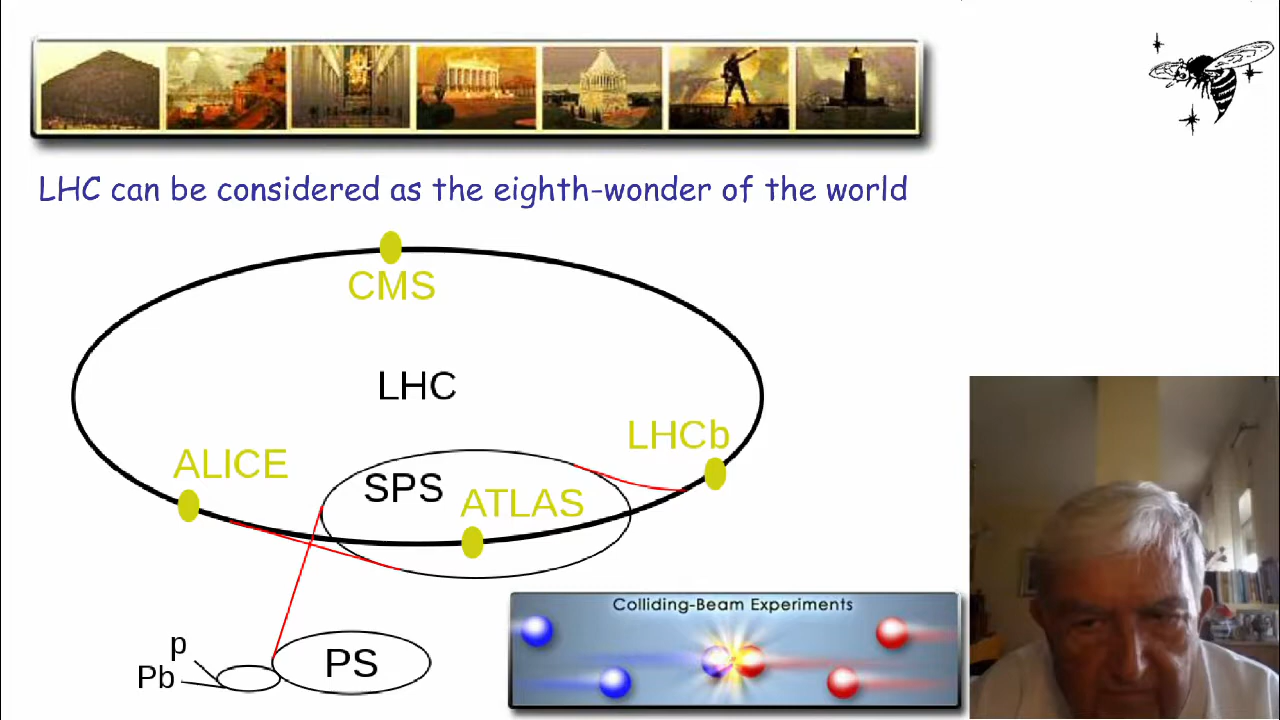 LHC can be considered as the eighth-wonder of the world
CMS
LHC
LHCb
ALICE
SPS
ATLAS
Colliding-Beam Experiments
p
Pb
PS